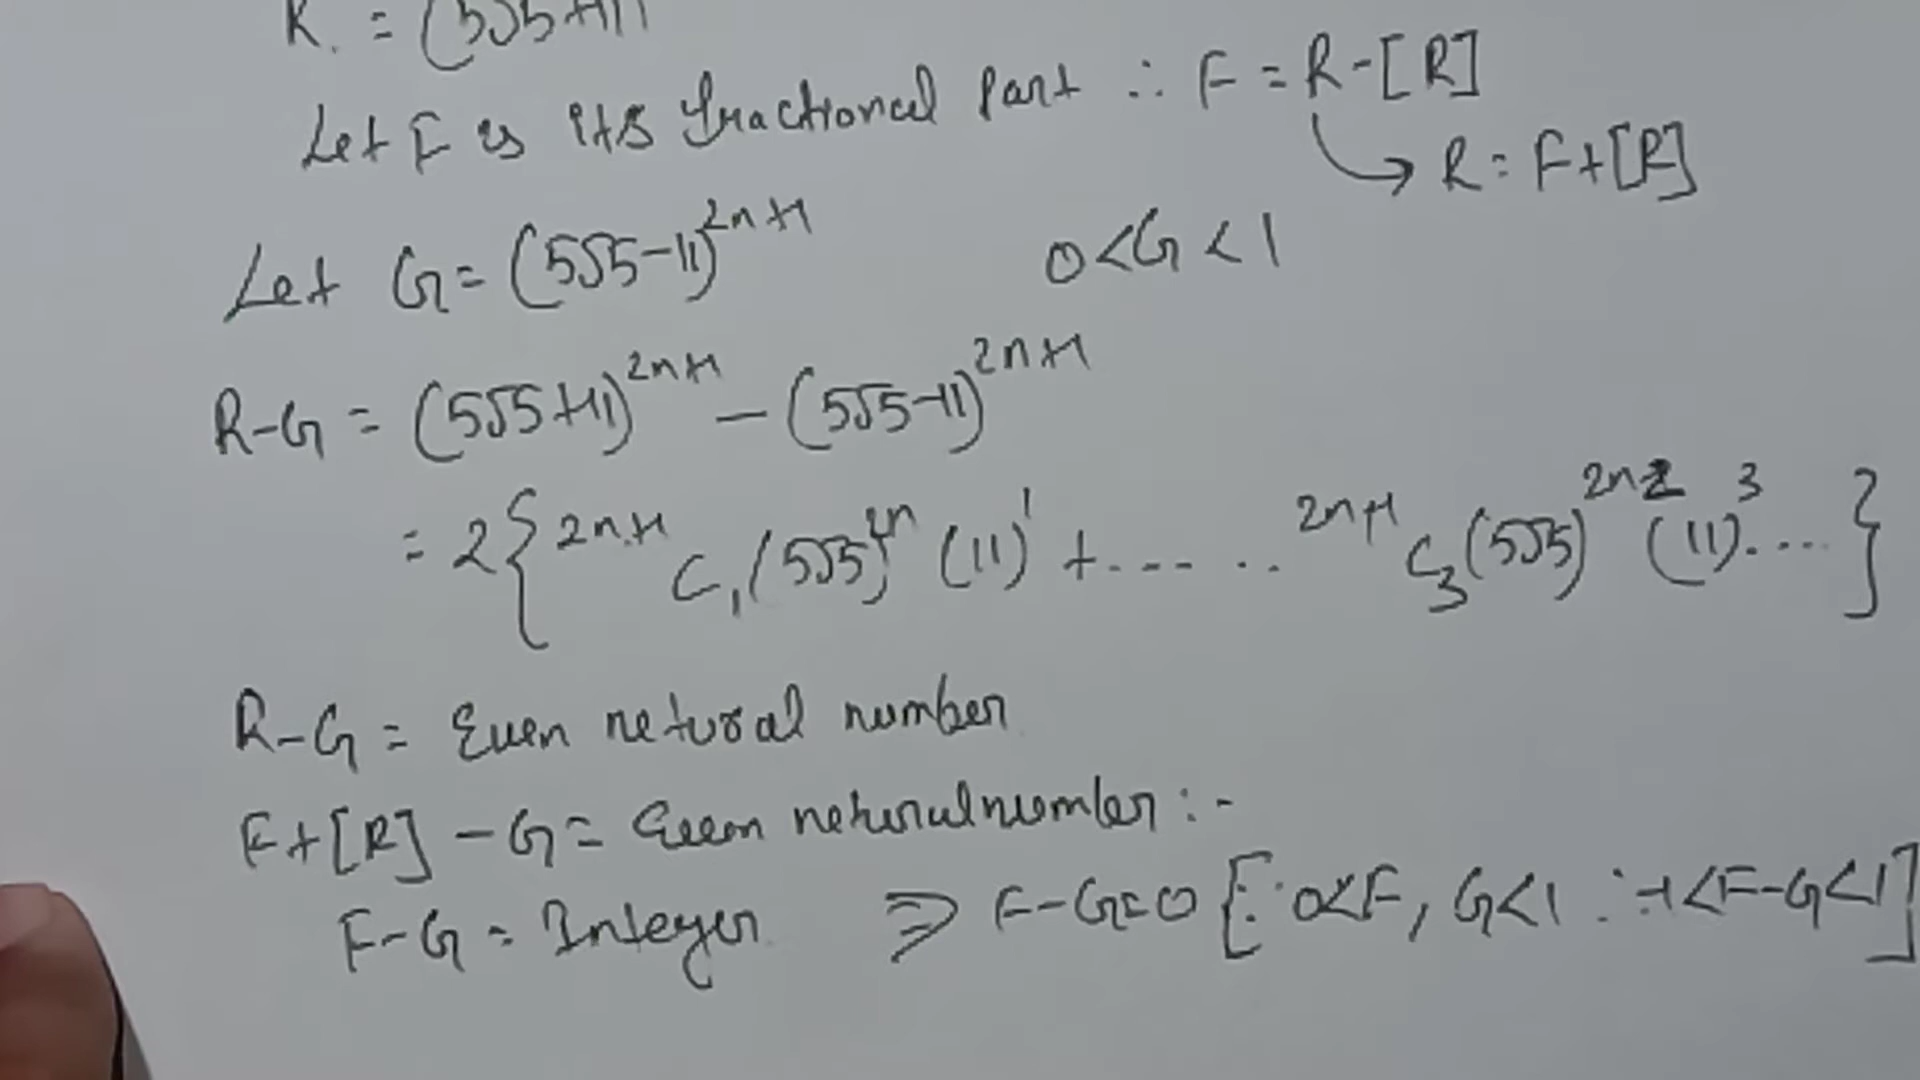 R = (5√5+11)
Let F is its fractional Part ∴ F = R-[R]
→ R = F+[R]
Let G = (5√5-11)^2n+1 0<G<1
R-G = (5√5+11)^2n+1 - (5√5-11)^2n+1
= 2{ ^2n+1C₁(5√5)^2n (11)^1 + ........ ^2n+1C₃(5√5)^2n-2 (11)^3.... }
R-G = Even netural number
F+[R] - G = Even netural number :-
F-G = Integer ⇒ F-G=0 [∵ 0<F, G<1 ∴ -1<F-G<1]